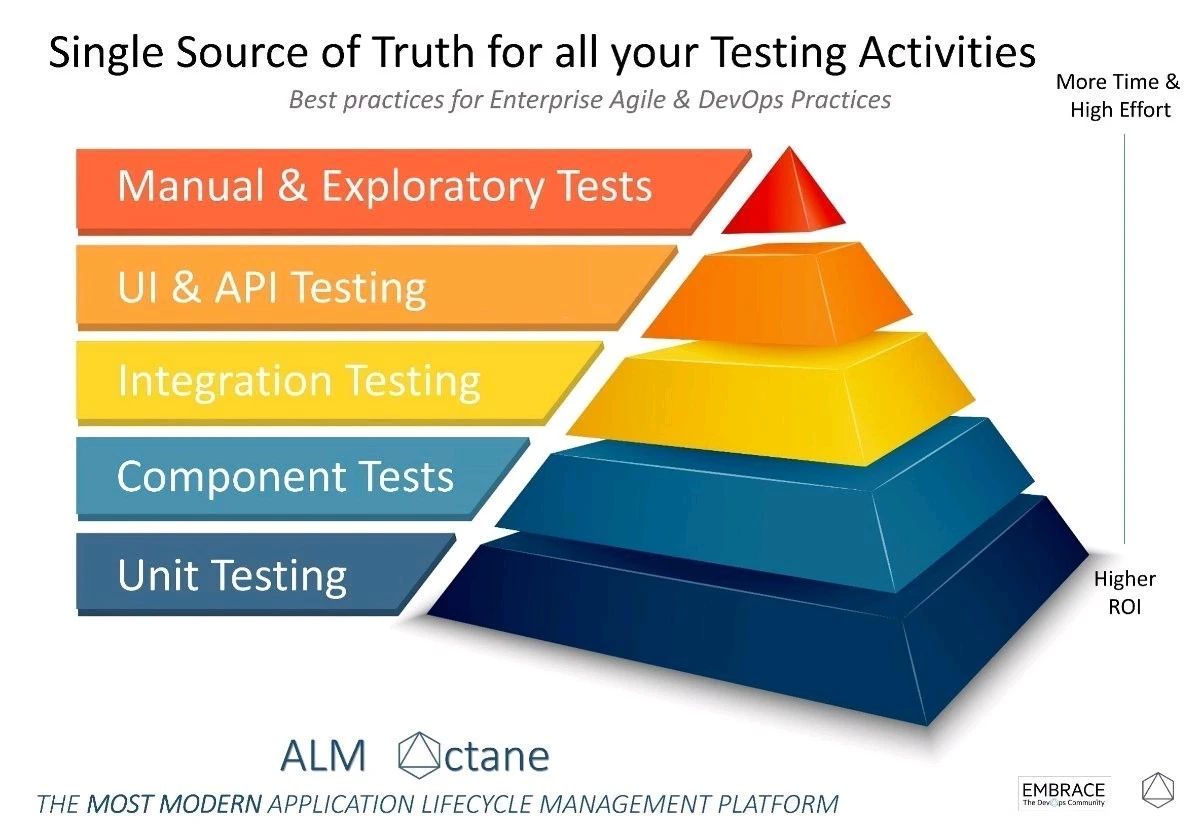 Single Source of Truth for all your Testing Activities
Best practices for Enterprise Agile & DevOps Practices
More Time &
High Effort
Manual & Exploratory Tests
UI & API Testing
Integration Testing
Component Tests
Unit Testing
Higher
ROI
ALM Octane
THE MOST MODERN APPLICATION LIFECYCLE MANAGEMENT PLATFORM
EMBRACE
The DevOps Community